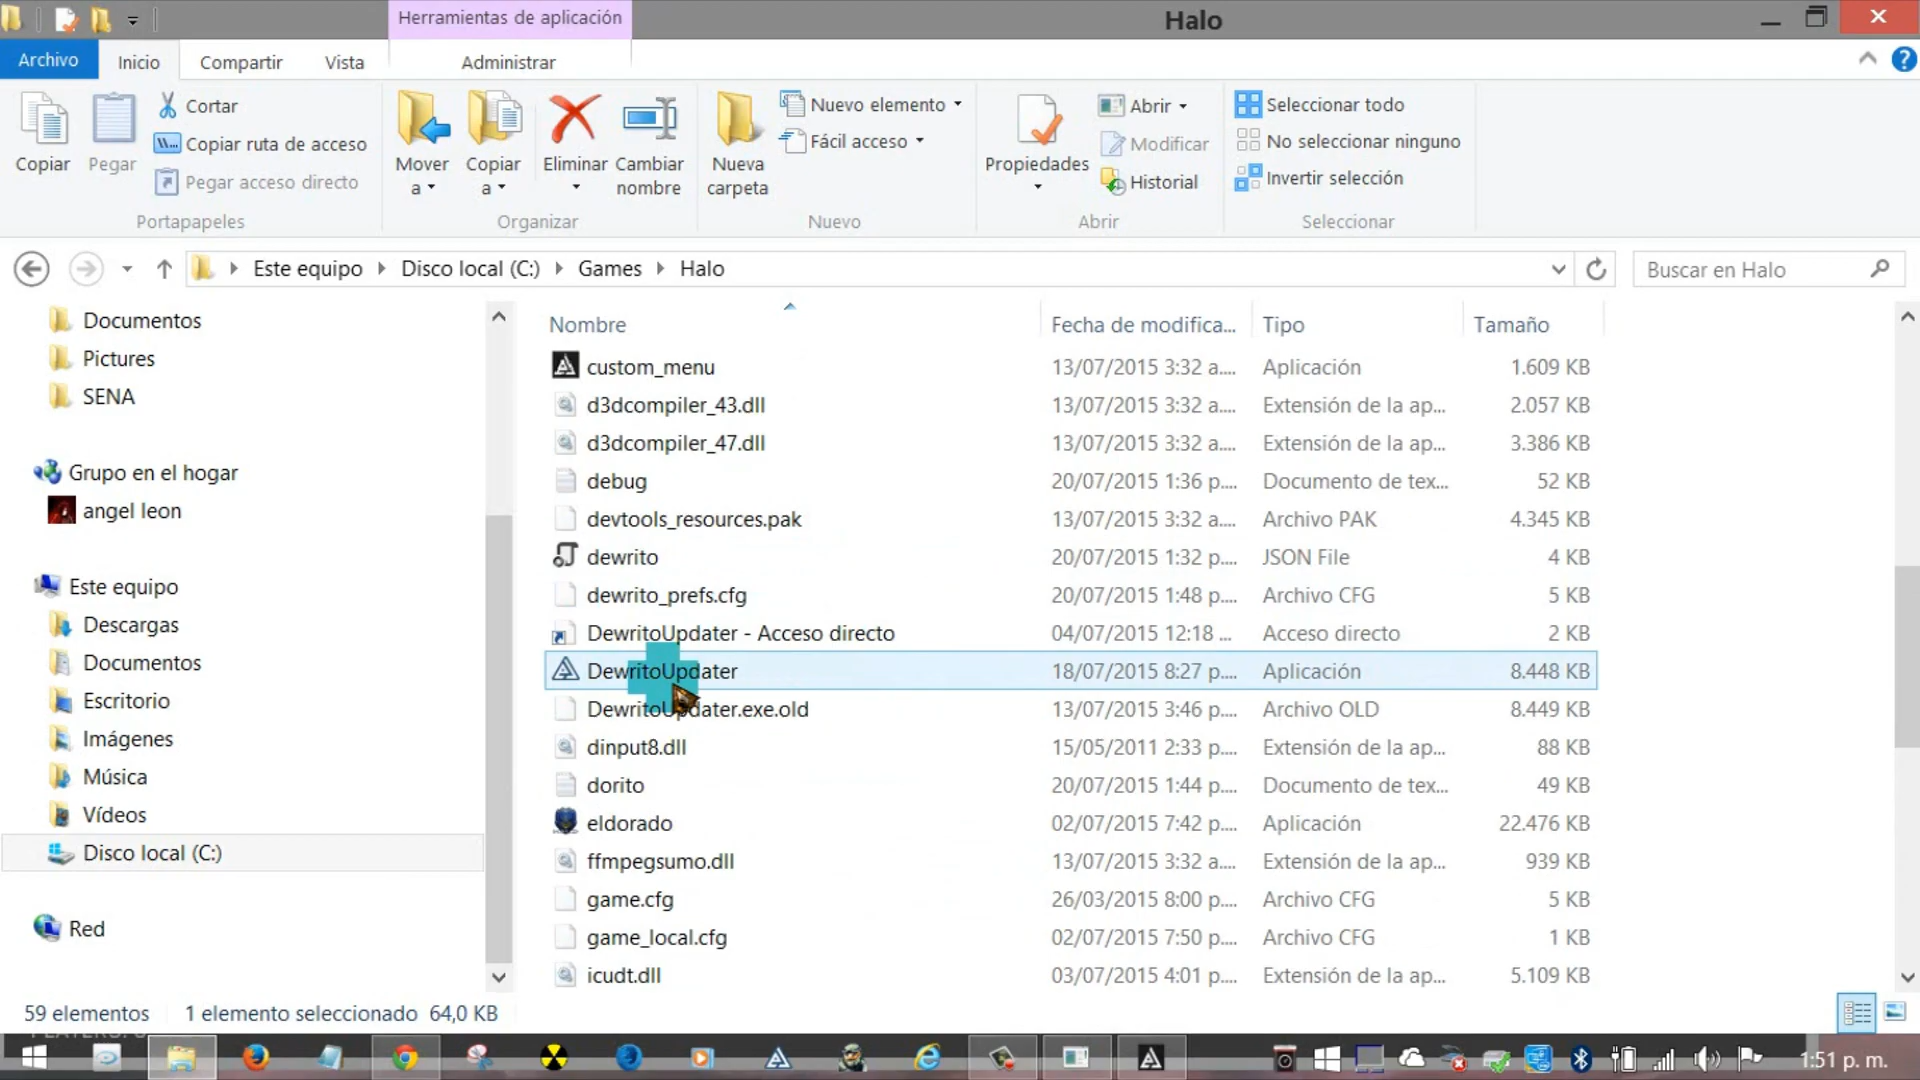 Herramientas de aplicación
Halo
Archivo
Inicio
Compartir
Vista
Administrar
Copiar
Pegar
Cortar
Copiar ruta de acceso
Pegar acceso directo
Portapapeles
Mover
a
Copiar
a
Eliminar
Cambiar
nombre
Organizar
Nueva
carpeta
Nuevo elemento
Fácil acceso
Nuevo
Propiedades
Abrir
Modificar
Historial
Abrir
Seleccionar todo
No seleccionar ninguno
Invertir selección
Seleccionar
Este equipo
Disco local (C:)
Games
Halo
Buscar en Halo
Documentos
Pictures
SENA
Grupo en el hogar
angel leon
Este equipo
Descargas
Documentos
Escritorio
Imágenes
Música
Vídeos
Disco local (C:)
Red
Nombre Fecha de modifica... Tipo Tamaño
custom_menu 13/07/2015 3:32 a.... Aplicación 1.609 KB
d3dcompiler_43.dll 13/07/2015 3:32 a.... Extensión de la ap... 2.057 KB
d3dcompiler_47.dll 13/07/2015 3:32 a.... Extensión de la ap... 3.386 KB
debug 20/07/2015 1:36 p.... Documento de tex... 52 KB
devtools_resources.pak 13/07/2015 3:32 a.... Archivo PAK 4.345 KB
dewrito 20/07/2015 1:32 p.... JSON File 4 KB
dewrito_prefs.cfg 20/07/2015 1:48 p.... Archivo CFG 5 KB
DewritoUpdater - Acceso directo 04/07/2015 12:18 ... Acceso directo 2 KB
DewritoUpdater 18/07/2015 8:27 p.... Aplicación 8.448 KB
DewritoUpdater.exe.old 13/07/2015 3:46 p.... Archivo OLD 8.449 KB
dinput8.dll 15/05/2011 2:33 p.... Extensión de la ap... 88 KB
dorito 20/07/2015 1:44 p.... Documento de tex... 49 KB
eldorado 02/07/2015 7:42 p.... Aplicación 22.476 KB
ffmpegsumo.dll 13/07/2015 3:32 a.... Extensión de la ap... 939 KB
game.cfg 26/03/2015 8:00 p.... Archivo CFG 5 KB
game_local.cfg 02/07/2015 7:50 p.... Archivo CFG 1 KB
icudt.dll 03/07/2015 4:01 p.... Extensión de la ap... 5.109 KB
59 elementos 1 elemento seleccionado 64,0 KB
1:51 p. m.